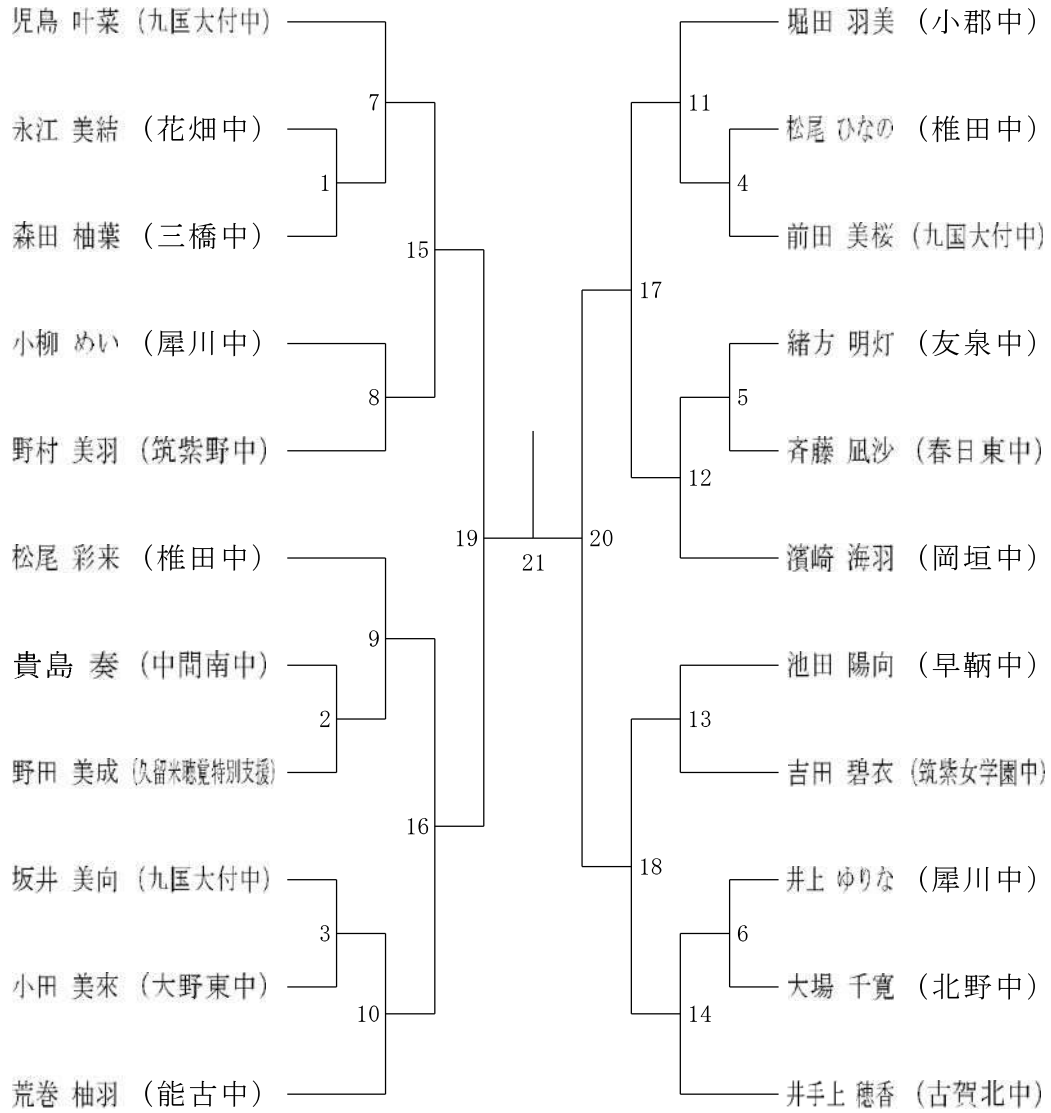 児島 叶菜 (九国大付中)
7
永江 美結 (花畑中)
1
森田 柚葉 (三橋中)
15
小柳 めい (犀川中)
8
野村 美羽 (筑紫野中)
19
松尾 彩来 (椎田中)
9
貴島 奏 (中間南中)
2
野田 美成 (久留米聴覚特別支援)
16
坂井 美向 (九国大付中)
3
小田 美來 (大野東中)
10
荒巻 柚羽 (能古中)
21
堀田 羽美 (小郡中)
11
松尾 ひなの (椎田中)
4
前田 美桜 (九国大付中)
17
緒方 明灯 (友泉中)
5
斉藤 凪沙 (春日東中)
12
濱崎 海羽 (岡垣中)
20
池田 陽向 (早鞆中)
13
吉田 碧衣 (筑紫女学園中)
18
井上 ゆりな (犀川中)
6
大場 千寛 (北野中)
14
井手上 穂香 (古賀北中)